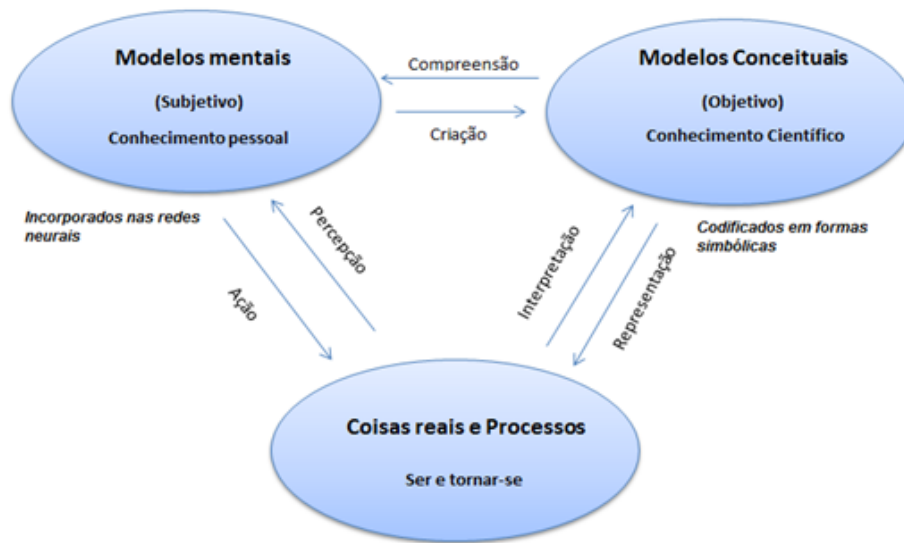 Modelos mentais
(Subjetivo)
Conhecimento pessoal
Compreensão
Criação
Modelos Conceituais
(Objetivo)
Conhecimento Científico
Incorporados nas redes
neurais
Codificados em formas
simbólicas
Ação
Percepção
Interpretação
Representação
Coisas reais e Processos
Ser e tornar-se